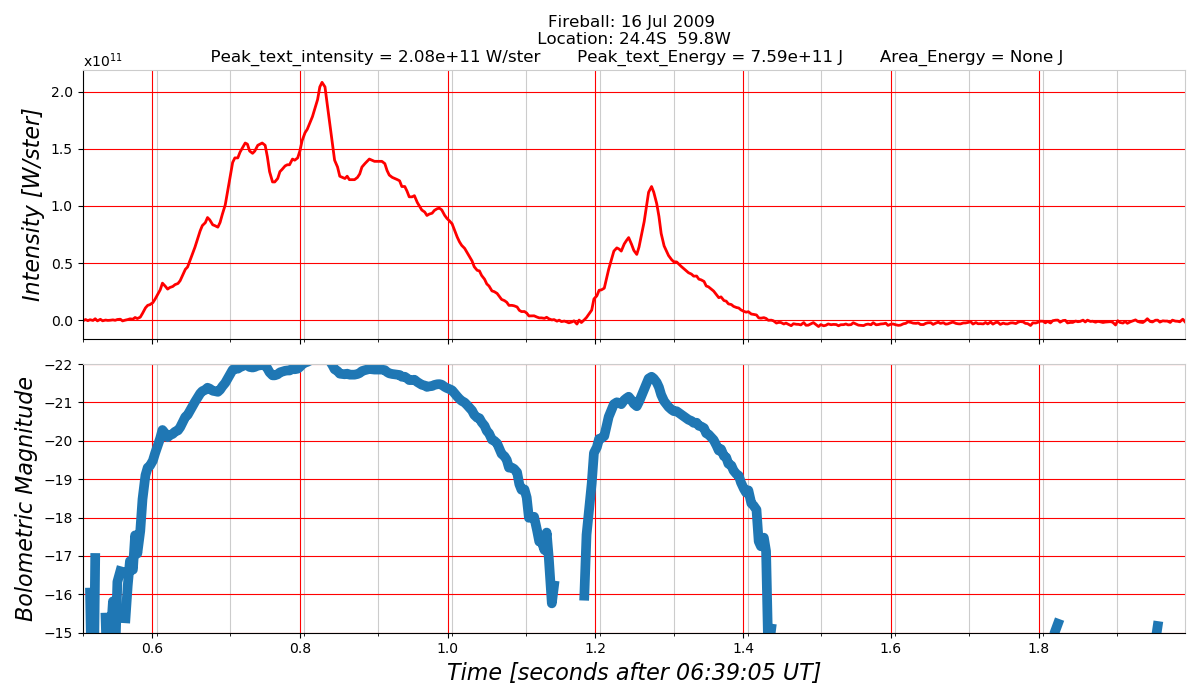 Fireball: 16 Jul 2009
Location: 24.4S  59.8W
Peak_text_intensity = 2.08e+11 W/ster       Peak_text_Energy = 7.59e+11 J       Area_Energy = None J
x10¹¹
2.0
1.5
1.0
0.5
0.0
Intensity [W/ster]
−22
−21
−20
−19
−18
−17
−16
−15
Bolometric Magnitude
0.6 0.8 1.0 1.2 1.4 1.6 1.8
Time [seconds after 06:39:05 UT]